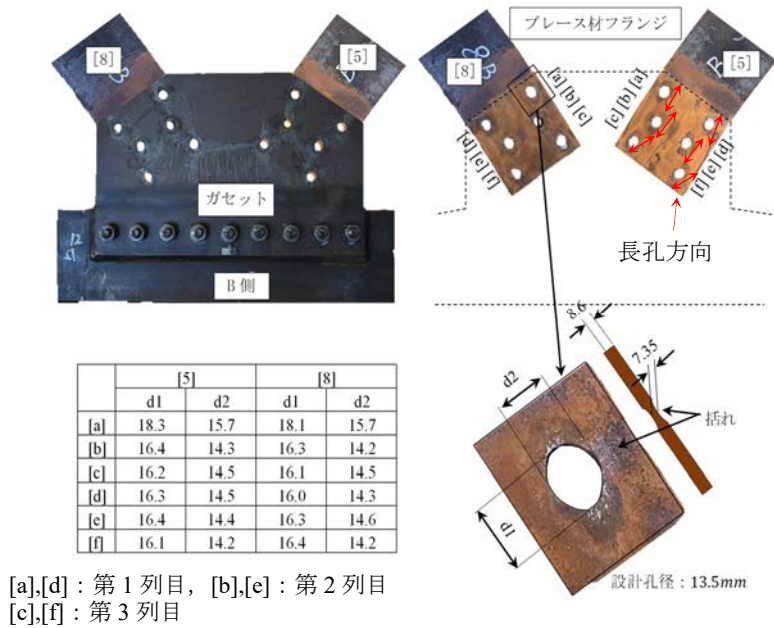 [8]
[5]
ガセット
B 側
ブレース材フランジ
[8]
[5]
[a][b][c]
[c][b][a]
[d][e][f]
[f][e][d]
長孔方向
8.6
7.35
d2
d1
括れ
設計孔径：13.5mm
[5] [8]
d1 d2 d1 d2
[a] 18.3 15.7 18.1 15.7
[b] 16.4 14.3 16.3 14.2
[c] 16.2 14.5 16.1 14.5
[d] 16.3 14.5 16.0 14.3
[e] 16.4 14.4 16.3 14.6
[f] 16.1 14.2 16.4 14.2
[a],[d]：第 1 列目，[b],[e]：第 2 列目
[c],[f]：第 3 列目